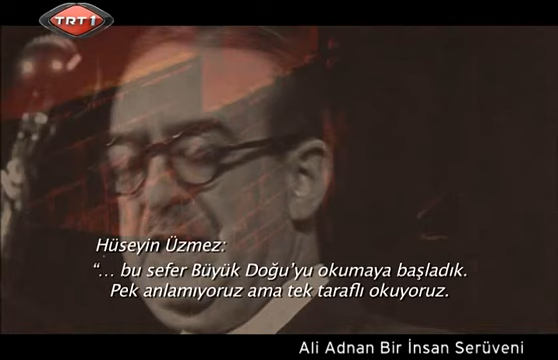 TRT1
Hüseyin Üzmez:
“... bu sefer Büyük Doğu’yu okumaya başladık.
Pek anlamıyoruz ama tek taraflı okuyoruz.
Ali Adnan Bir İnsan Serüveni